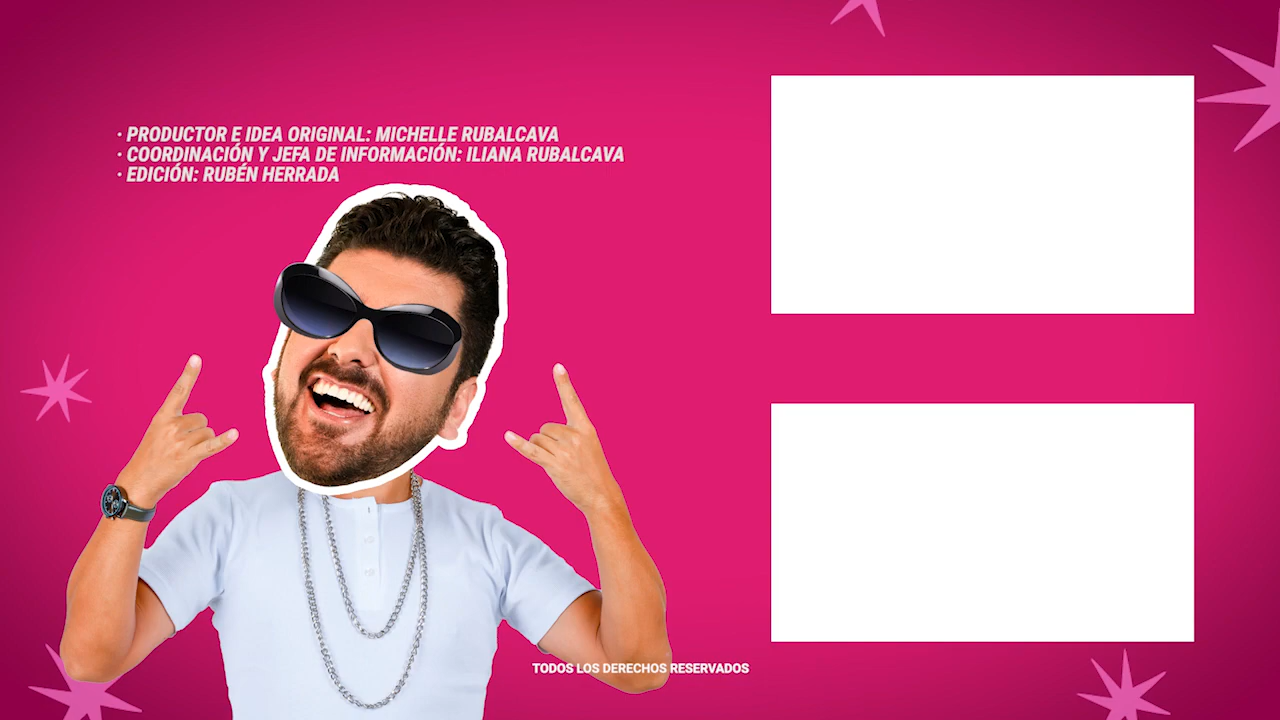 · PRODUCTOR E IDEA ORIGINAL: MICHELLE RUBALCAVA
· COORDINACIÓN Y JEFA DE INFORMACIÓN: ILIANA RUBALCAVA
· EDICIÓN: RUBÉN HERRADA
TODOS LOS DERECHOS RESERVADOS